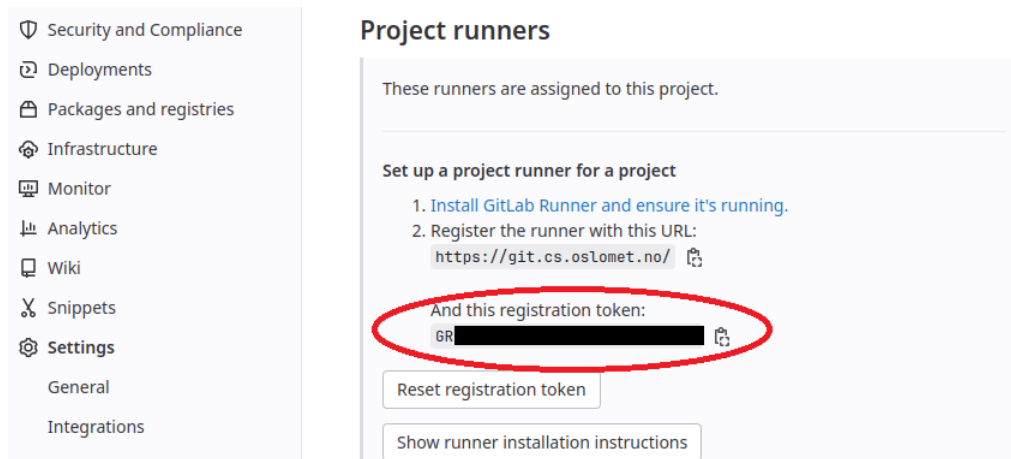 Security and Compliance
Deployments
Packages and registries
Infrastructure
Monitor
Analytics
Wiki
Snippets
Settings
General
Integrations
Project runners
These runners are assigned to this project.
Set up a project runner for a project
1. Install GitLab Runner and ensure it's running.
2. Register the runner with this URL:
https://git.cs.oslomet.no/
And this registration token:
GR
Reset registration token
Show runner installation instructions